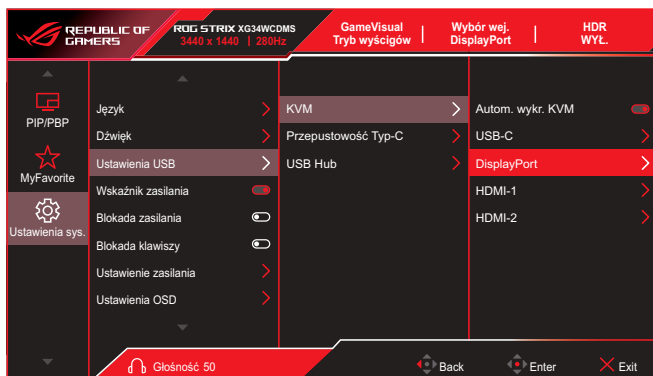 REPUBLIC OF
GAMERS
ROG STRIX XG34WCDMS
3440 x 1440 | 280Hz
GameVisual
Tryb wyścigów
Wybór wej.
DisplayPort
HDR
WYŁ.
PIP/PBP
MyFavorite
Ustawienia sys.
Język
Dźwięk
Ustawienia USB
Wskaźnik zasilania
Blokada zasilania
Blokada klawiszy
Ustawienie zasilania
Ustawienia OSD
KVM
Przepustowość Typ-C
USB Hub
Autom. wykr. KVM
USB-C
DisplayPort
HDMI-1
HDMI-2
Głośność 50
Back
Enter
Exit